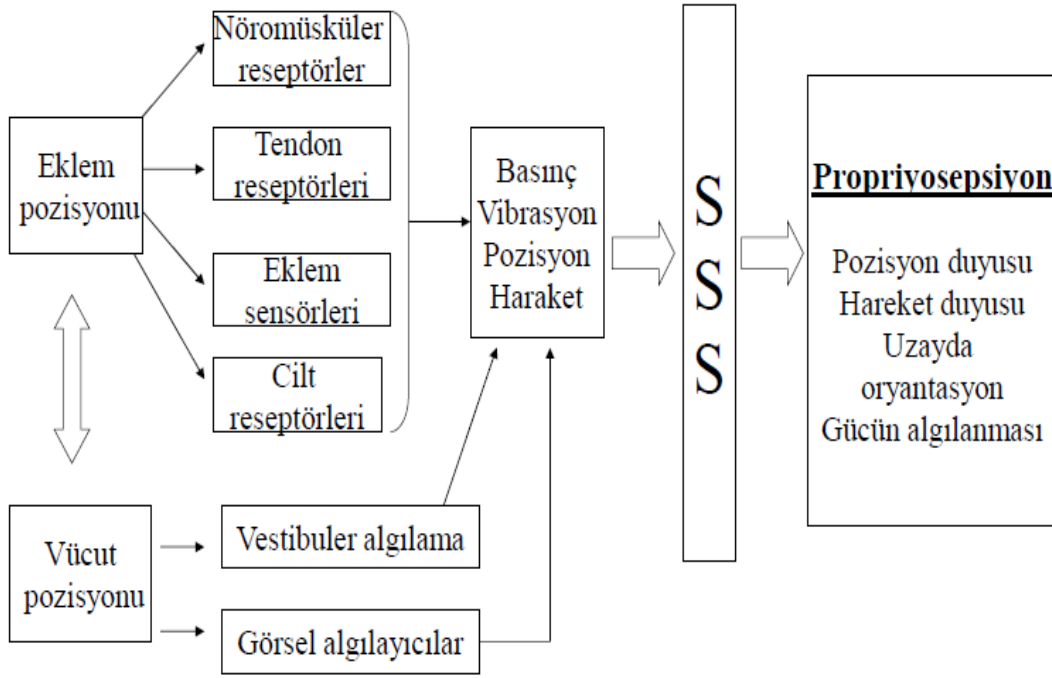 Eklem
pozisyonu
Nöromüsküler
reseptörler
Tendon
reseptörleri
Eklem
sensörleri
Cilt
reseptörleri
Vücut
pozisyonu
Vestibuler algılama
Görsel algılayıcılar
Basınç
Vibrasyon
Pozisyon
Haraket
S
S
S
Propriyosepsiyon
Pozisyon duyusu
Hareket duyusu
Uzayda
oryantasyon
Gücün algılanması